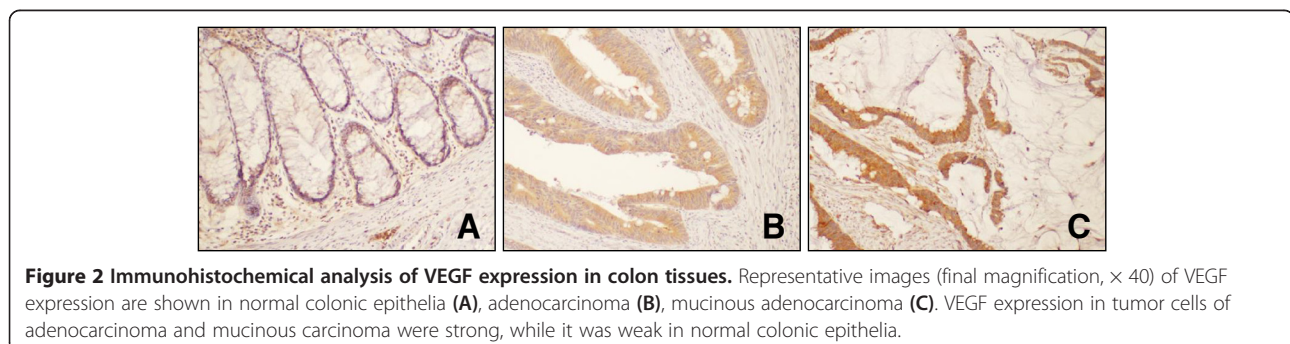 A B C
Figure 2 Immunohistochemical analysis of VEGF expression in colon tissues. Representative images (final magnification, × 40) of VEGF
expression are shown in normal colonic epithelia (A), adenocarcinoma (B), mucinous adenocarcinoma (C). VEGF expression in tumor cells of
adenocarcinoma and mucinous carcinoma were strong, while it was weak in normal colonic epithelia.